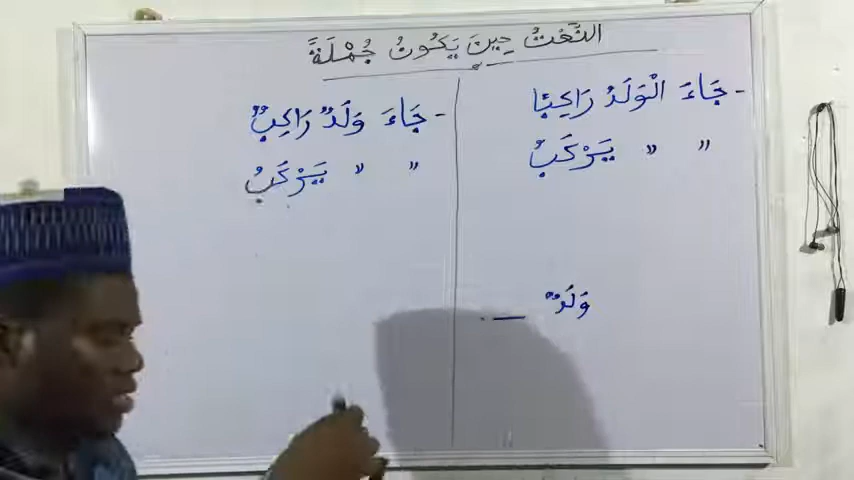 النَّعْتُ حِينَ يَكُونُ جُمْلَةً
- جَاءَ الْوَلَدُ رَاكِبًا
" " يَرْكَبُ
وَلَدٌ —
- جَاءَ وَلَدٌ رَاكِبٌ
" " يَرْكَبُ